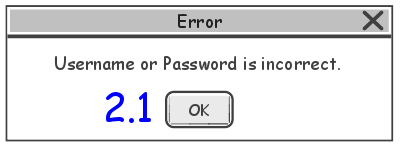 Error
Username or Password is incorrect.
2.1 OK